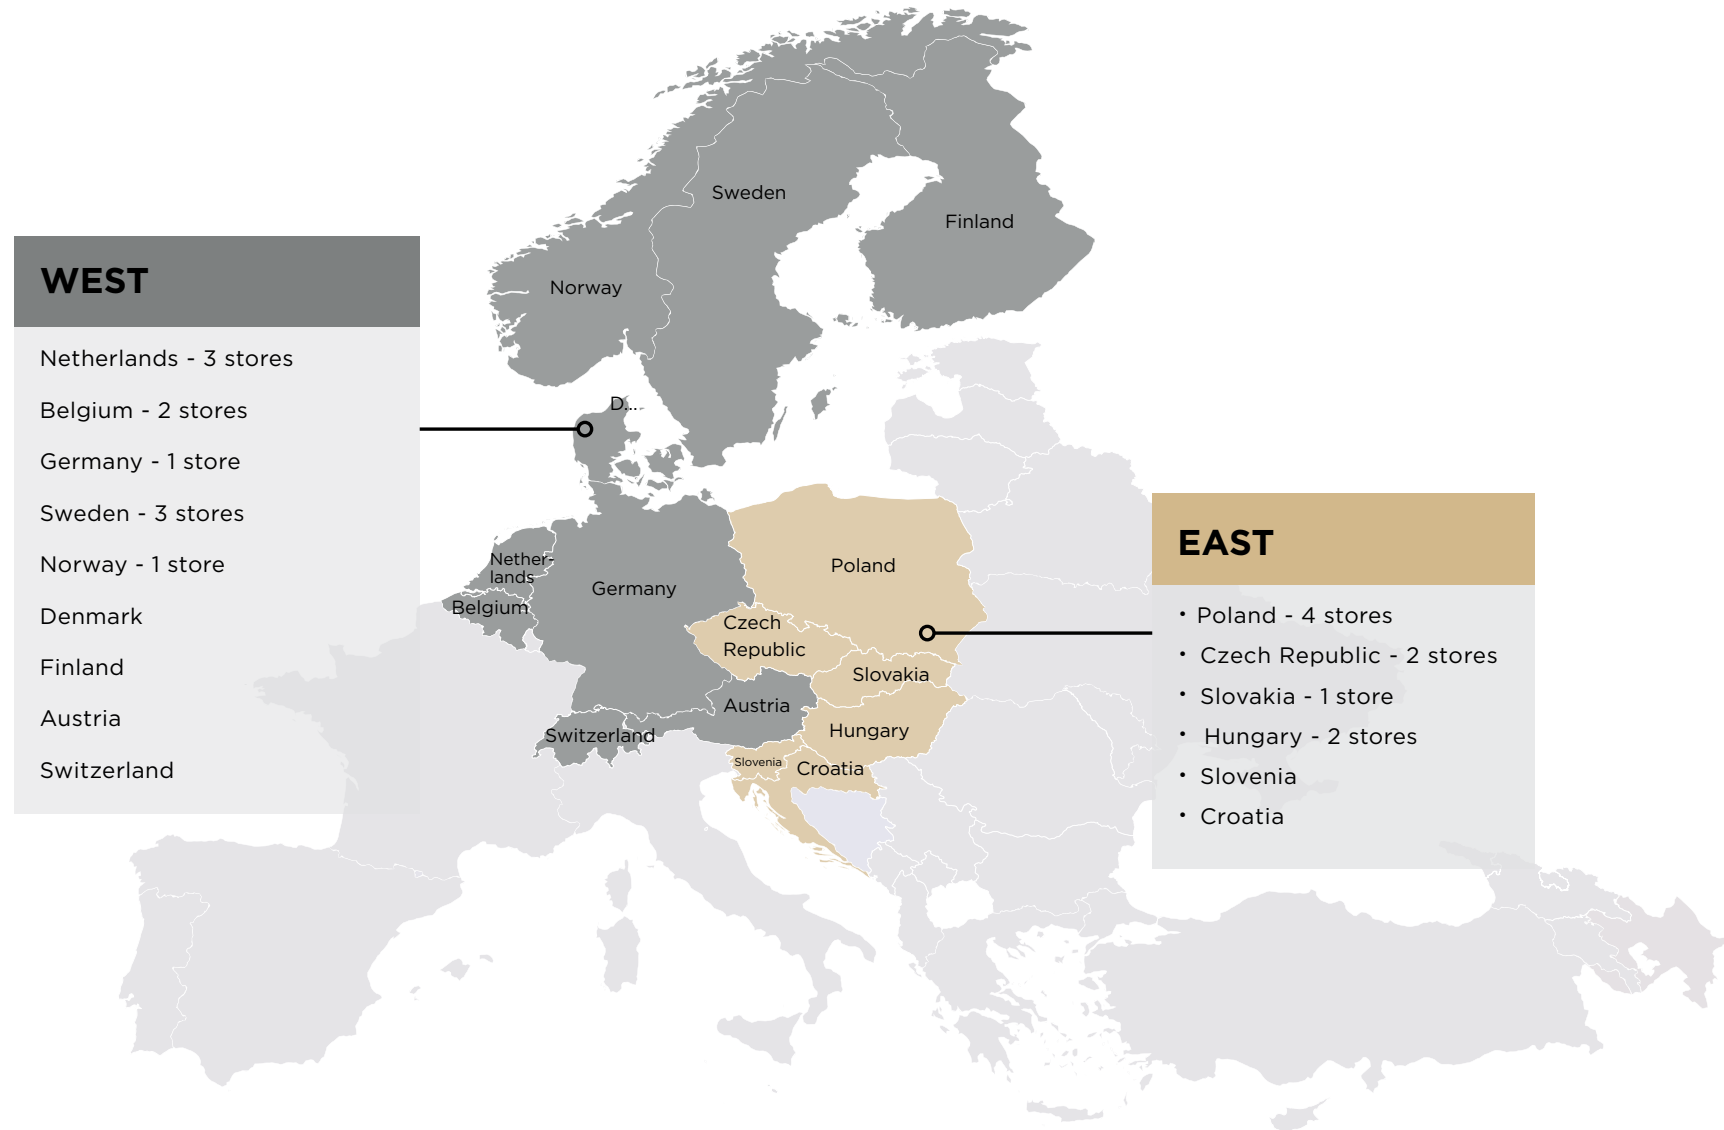 Sweden
Finland
Norway
WEST
Netherlands - 3 stores
Belgium - 2 stores
Germany - 1 store
Sweden - 3 stores
Norway - 1 store
Denmark
Finland
Austria
Switzerland
D...
Nether-
lands
Belgium
Germany
Poland
Czech
Republic
Slovakia
Austria
Hungary
Switzerland
Slovenia
Croatia
EAST
• Poland - 4 stores
• Czech Republic - 2 stores
• Slovakia - 1 store
• Hungary - 2 stores
• Slovenia
• Croatia